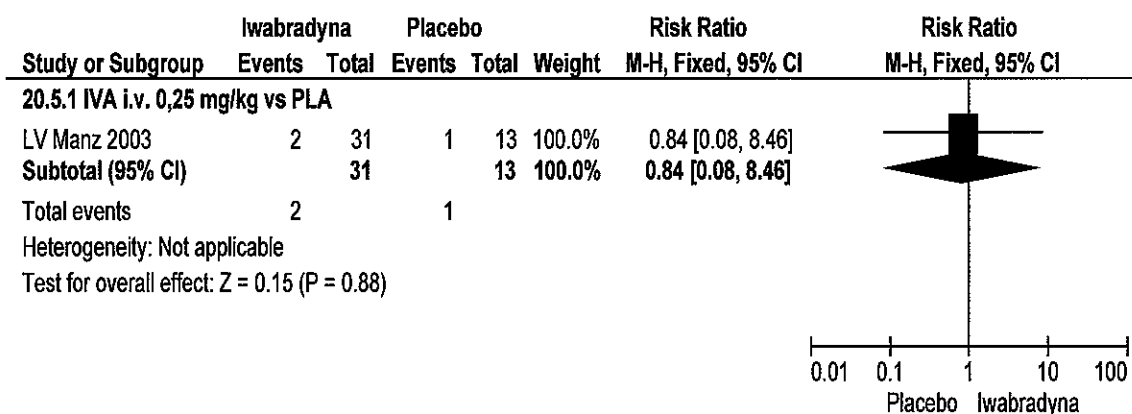 Iwabradyna Placebo Risk Ratio Risk Ratio
Study or Subgroup Events Total Events Total Weight M-H, Fixed, 95% CI M-H, Fixed, 95% CI
20.5.1 IVA i.v. 0,25 mg/kg vs PLA
LV Manz 2003 2 31 1 13 100.0% 0.84 [0.08, 8.46]
Subtotal (95% CI) 31 13 100.0% 0.84 [0.08, 8.46]
Total events 2 1
Heterogeneity: Not applicable
Test for overall effect: Z = 0.15 (P = 0.88)
0.01 0.1 1 10 100
Placebo Iwabradyna